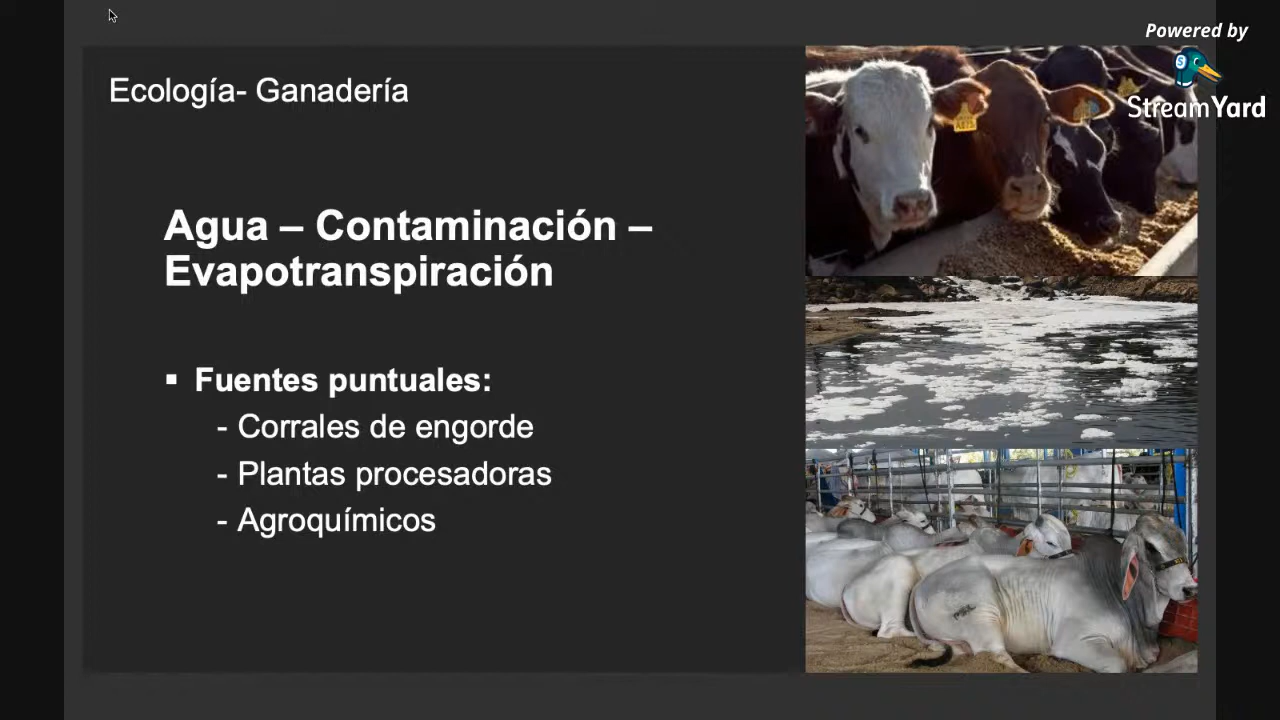 Ecología- Ganadería
Powered by
StreamYard
Agua – Contaminación –
Evapotranspiración
▪ Fuentes puntuales:
- Corrales de engorde
- Plantas procesadoras
- Agroquímicos